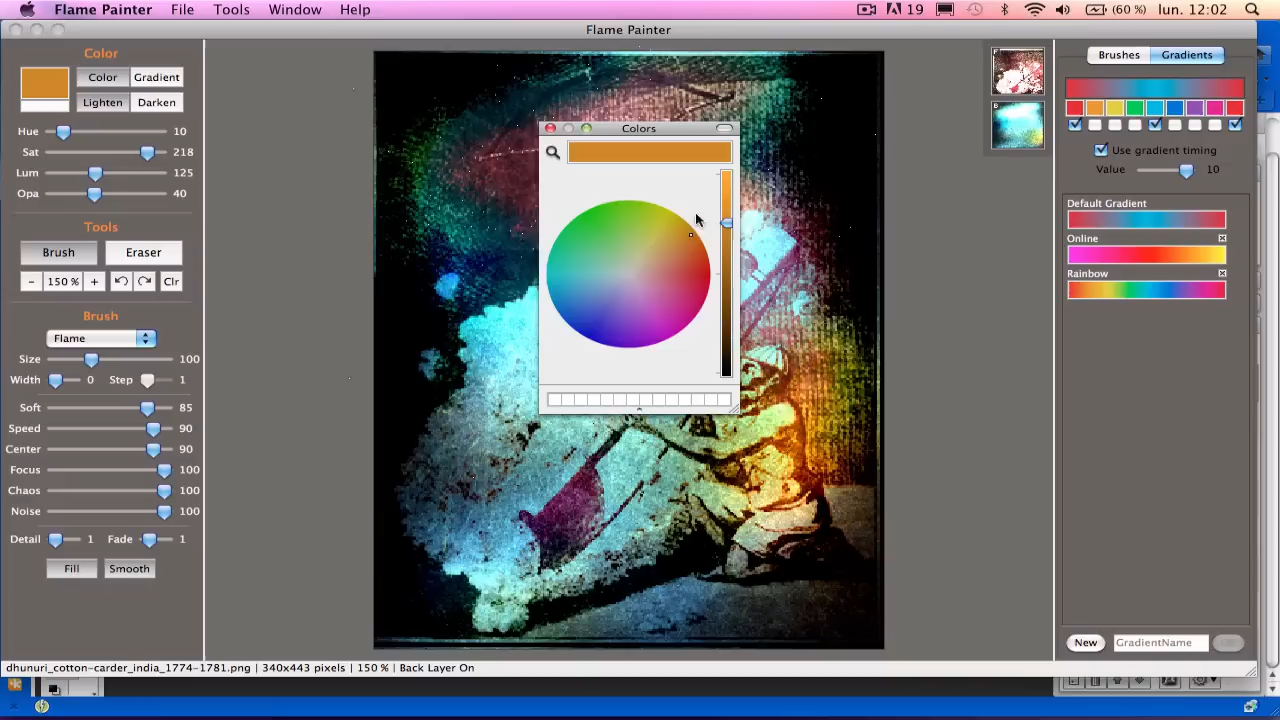 Flame Painter File Tools Window Help 19 (60 %) lun. 12:02
Flame Painter
Color
Color Gradient
Lighten Darken
Hue 10
Sat 218
Lum 125
Opa 40
Tools
Brush Eraser
- 150 % + Clr
Brush
Flame
Size 100
Width 0 Step 1
Soft 85
Speed 90
Center 90
Focus 100
Chaos 100
Noise 100
Detail 1 Fade 1
Fill Smooth
Colors
F
B
Brushes Gradients
Use gradient timing
Value 10
Default Gradient
Online
Rainbow
New GradientName
dhunuri_cotton-carder_india_1774-1781.png | 340x443 pixels | 150 % | Back Layer On